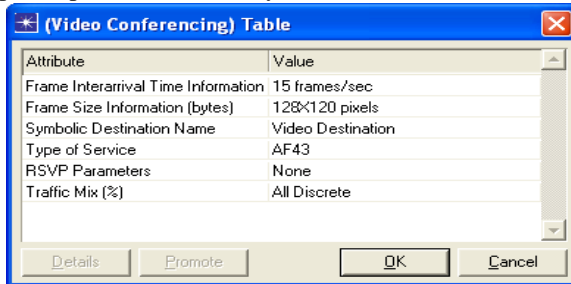 (Video Conferencing) Table
Attribute Value
Frame Interarrival Time Information 15 frames/sec
Frame Size Information (bytes) 128X120 pixels
Symbolic Destination Name Video Destination
Type of Service AF43
RSVP Parameters None
Traffic Mix (%) All Discrete
Details Promote OK Cancel